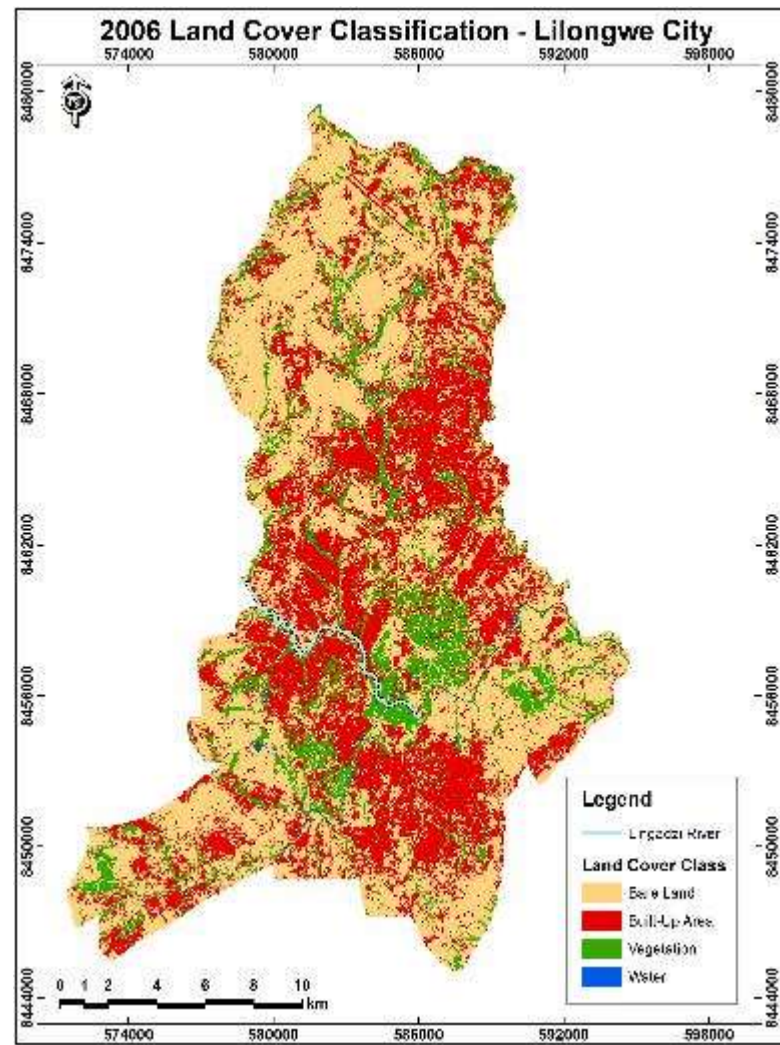 2006 Land Cover Classification - Lilongwe City
574000 580000 586000 592000 598000
8480000 8480000
8474000 8474000
8468000 8468000
8462000 8462000
8456000 8456000
8450000 8450000
8444000 8444000
Legend
Lingadzi River
Land Cover Class
Bare Land
Built-Up Area
Vegetation
Water
0 1 2 4 6 8 10
km
574000 580000 586000 592000 598000